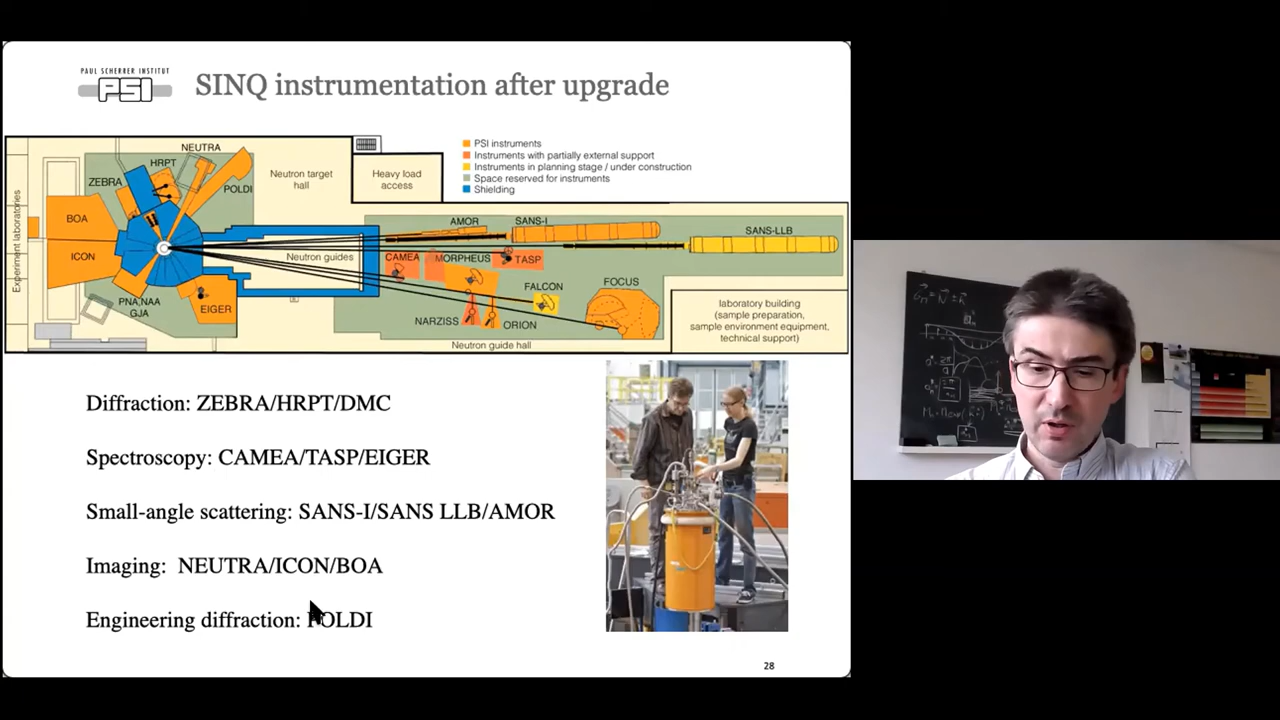 PAUL SCHERRER INSTITUT
PSI
SINQ instrumentation after upgrade
NEUTRA
HRPT
ZEBRA
POLDI
BOA
ICON
PNA,NAA
GJA
EIGER
Experiment laboratories
Neutron target
hall
Heavy load
access
PSI instruments
Instruments with partially external support
Instruments in planning stage / under construction
Space reserved for instruments
Shielding
Neutron guides
AMOR
SANS-I
SANS-LLB
CAMEA
MORPHEUS
TASP
FALCON
FOCUS
NARZISS
ORION
Neutron guide hall
laboratory building
(sample preparation,
sample environment equipment,
technical support)
Diffraction: ZEBRA/HRPT/DMC
Spectroscopy: CAMEA/TASP/EIGER
Small-angle scattering: SANS-I/SANS LLB/AMOR
Imaging: NEUTRA/ICON/BOA
Engineering diffraction: POLDI
28